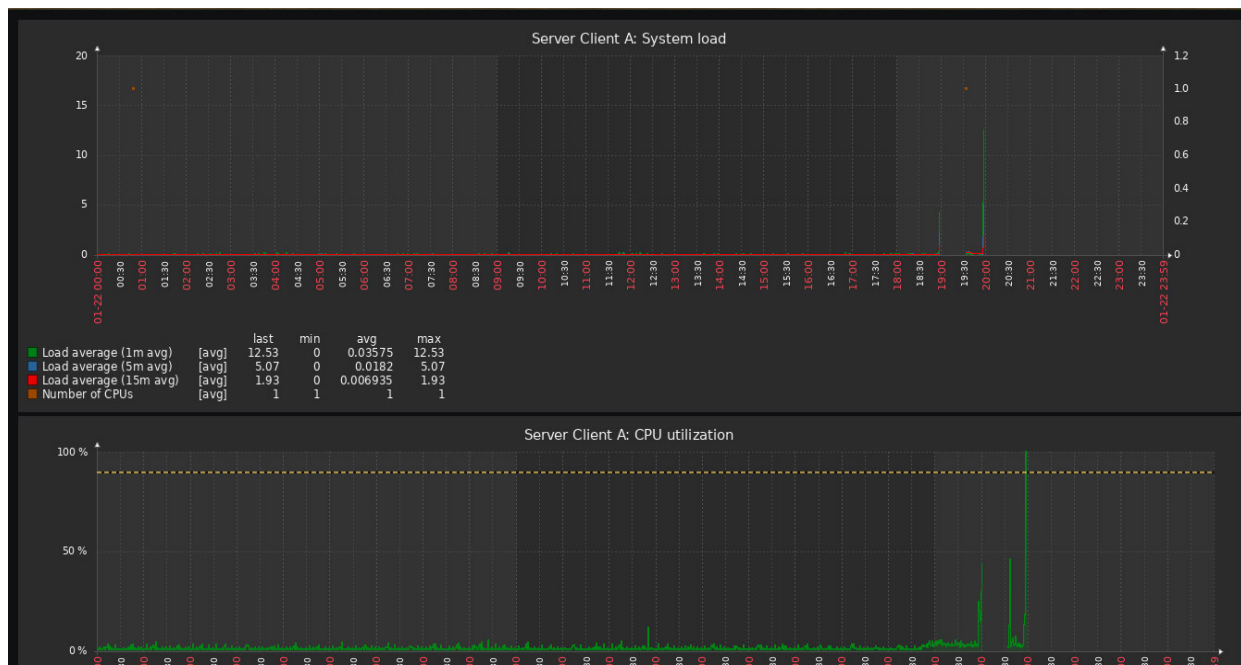 Server Client A: System load
20 1.2
15 1.0
0.8
10 0.6
0.4
5
0.2
0 0
01-22 00:00 00:30 01:00 01:30 02:00 02:30 03:00 03:30 04:00 04:30 05:00 05:30 06:00 06:30 07:00 07:30 08:00 08:30 09:00 09:30 10:00 10:30 11:00 11:30 12:00 12:30 13:00 13:30 14:00 14:30 15:00 15:30 16:00 16:30 17:00 17:30 18:00 18:30 19:00 19:30 20:00 20:30 21:00 21:30 22:00 22:30 23:00 23:30 01-22 23:59
last min avg max
Load average (1m avg) [avg] 12.53 0 0.03575 12.53
Load average (5m avg) [avg] 5.07 0 0.0182 5.07
Load average (15m avg) [avg] 1.93 0 0.006935 1.93
Number of CPUs [avg] 1 1 1 1
Server Client A: CPU utilization
100 %
50 %
0 %